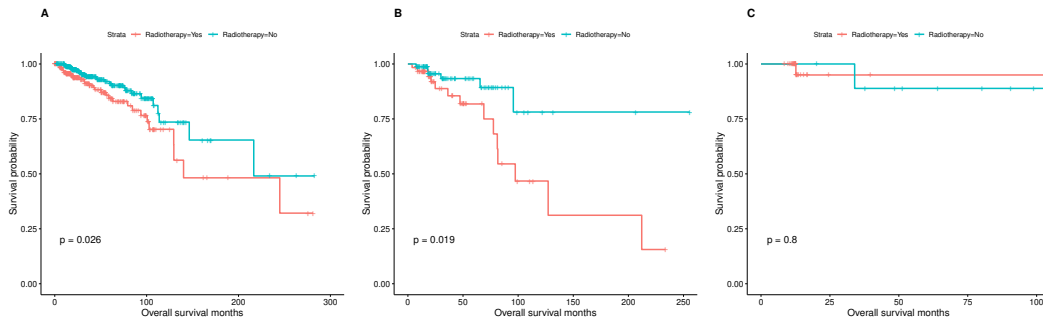 A
Strata Radiotherapy=Yes Radiotherapy=No
1.00
0.75
0.50
0.25
0.00
Survival probability
p = 0.026
0 100 200 300
Overall survival months
B
Strata Radiotherapy=Yes Radiotherapy=No
1.00
0.75
0.50
0.25
0.00
Survival probability
p = 0.019
0 50 100 150 200 250
Overall survival months
C
Strata Radiotherapy=Yes Radiotherapy=No
1.00
0.75
0.50
0.25
0.00
Survival probability
p = 0.8
0 25 50 75 100
Overall survival months